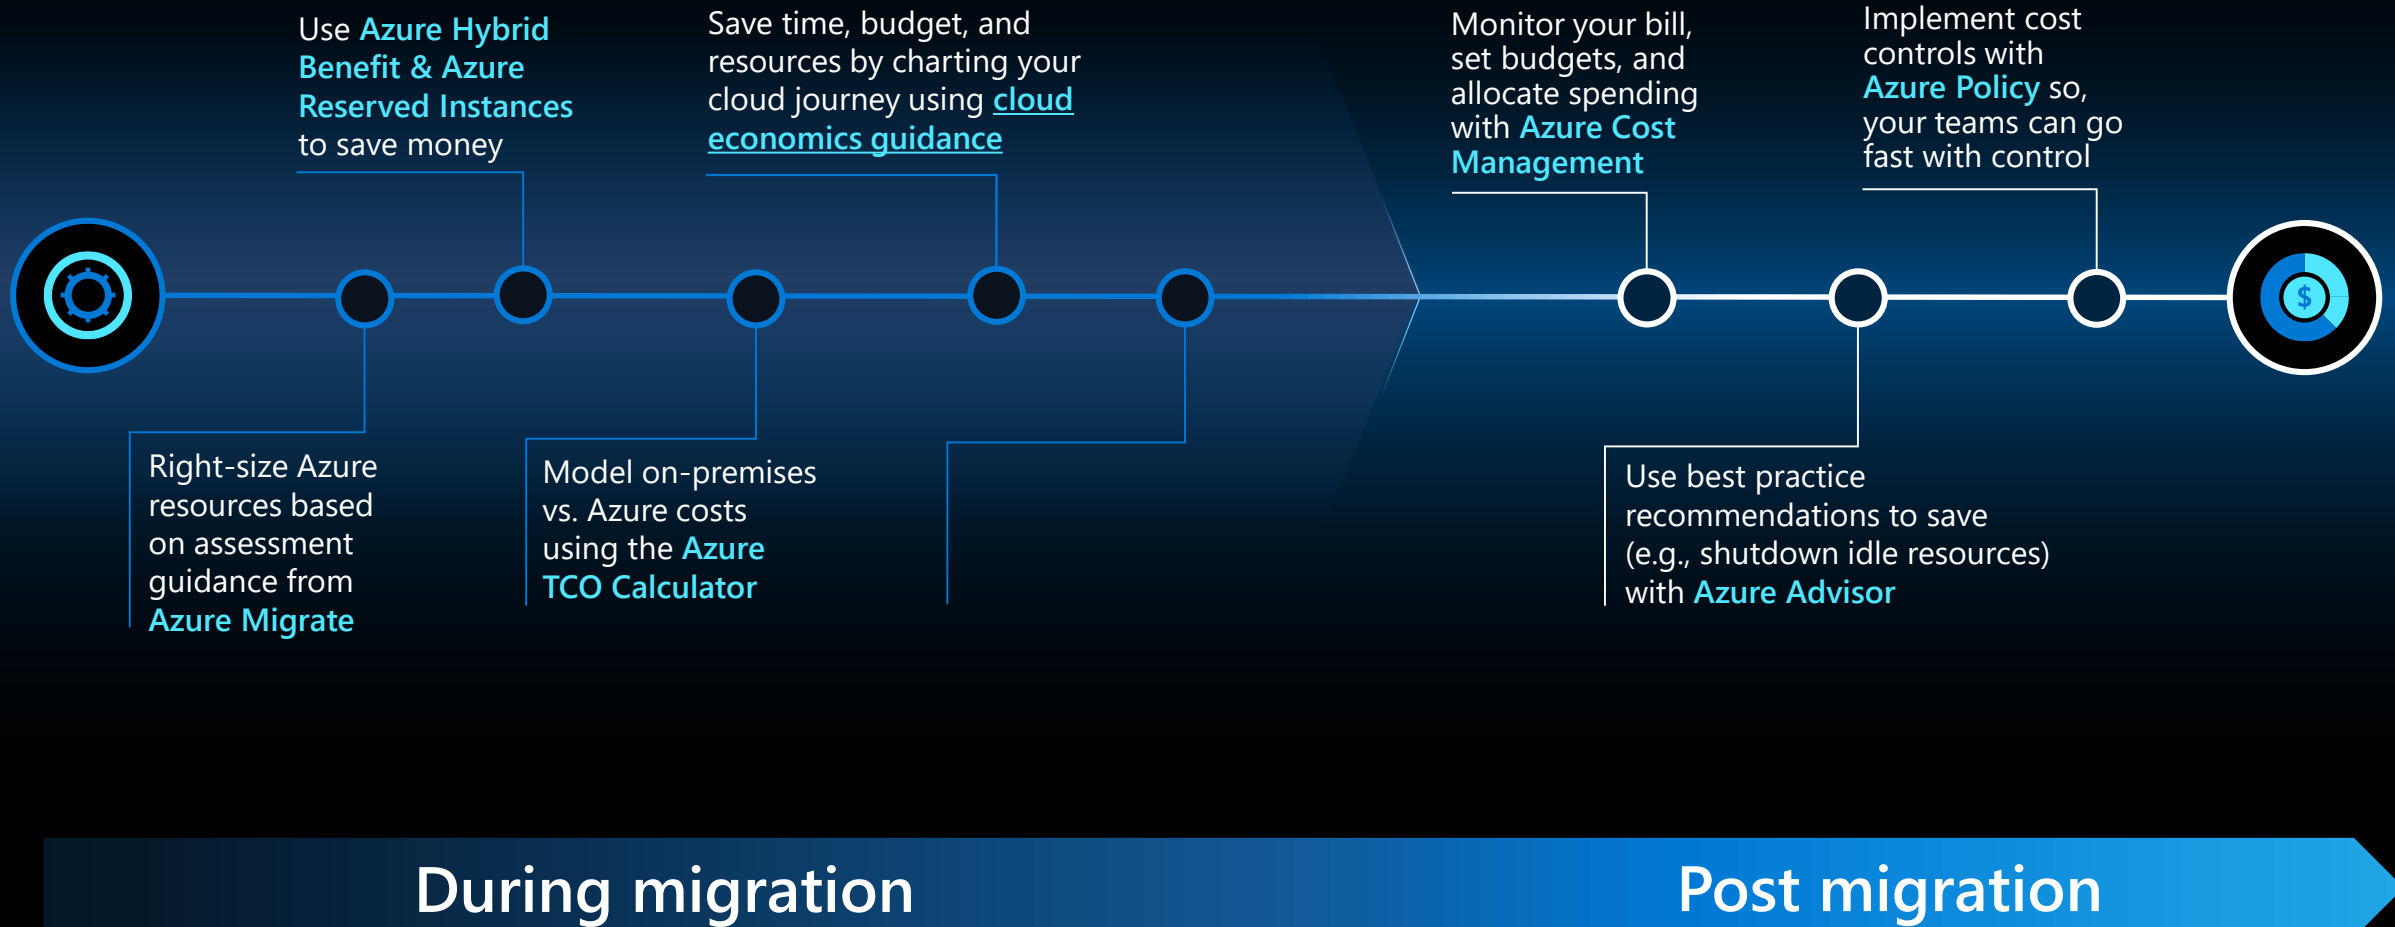 Use Azure Hybrid
Benefit & Azure
Reserved Instances
to save money
Save time, budget, and
resources by charting your
cloud journey using cloud
economics guidance
Monitor your bill,
set budgets, and
allocate spending
with Azure Cost
Management
Implement cost
controls with
Azure Policy so,
your teams can go
fast with control
$
Right-size Azure
resources based
on assessment
guidance from
Azure Migrate
Model on-premises
vs. Azure costs
using the Azure
TCO Calculator
Use best practice
recommendations to save
(e.g., shutdown idle resources)
with Azure Advisor
During migration
Post migration